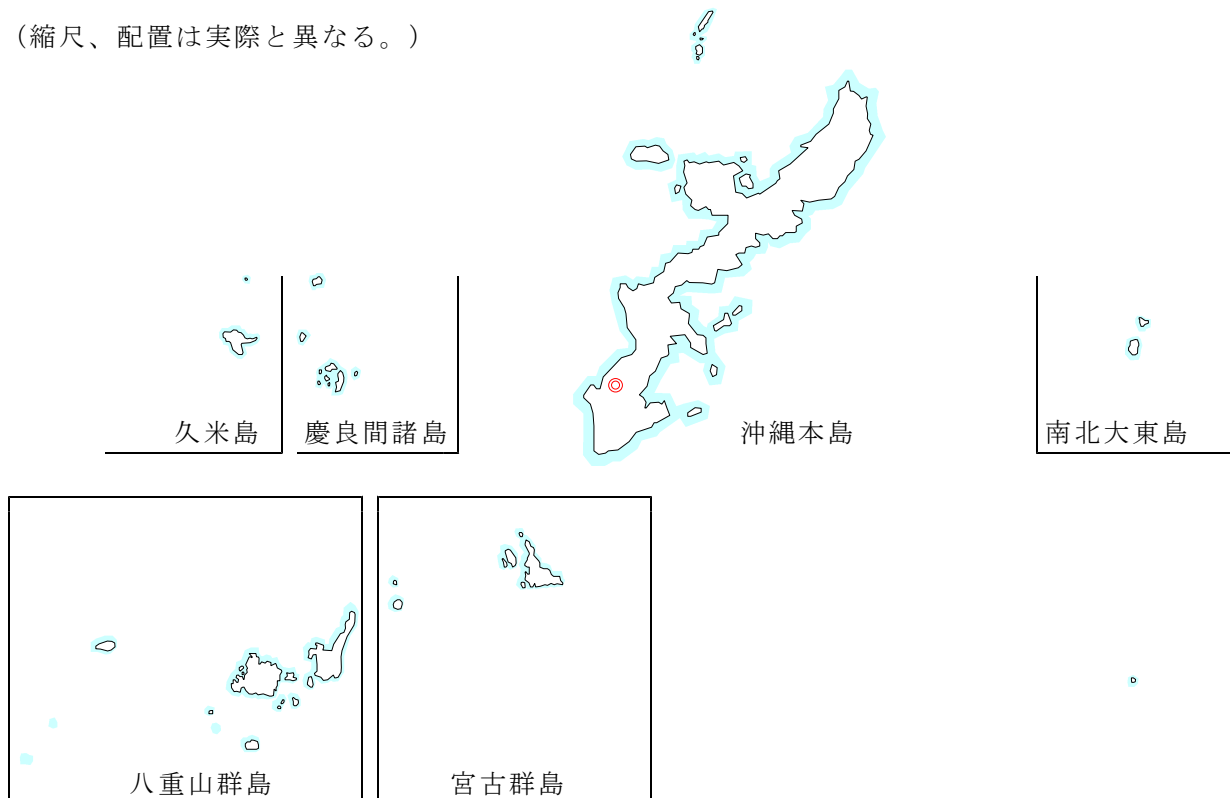 （縮尺、配置は実際と異なる。）
久米島
慶良間諸島
沖縄本島
南北大東島
八重山群島
宮古群島